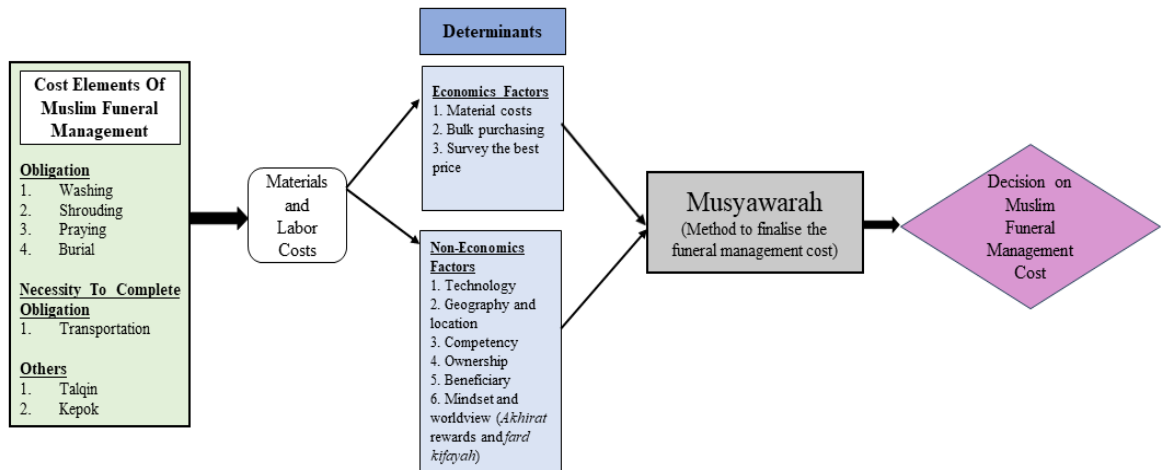 Cost Elements Of
Muslim Funeral
Management
Obligation
1. Washing
2. Shrouding
3. Praying
4. Burial
Necessity To Complete
Obligation
1. Transportation
Others
1. Talqin
2. Kepok
Materials
and
Labor
Costs
Determinants
Economics Factors
1. Material costs
2. Bulk purchasing
3. Survey the best
price
Non-Economics
Factors
1. Technology
2. Geography and
location
3. Competency
4. Ownership
5. Beneficiary
6. Mindset and
worldview (Akhirat
rewards and fard
kifayah)
Musyawarah
(Method to finalise the
funeral management cost)
Decision on
Muslim
Funeral
Management
Cost